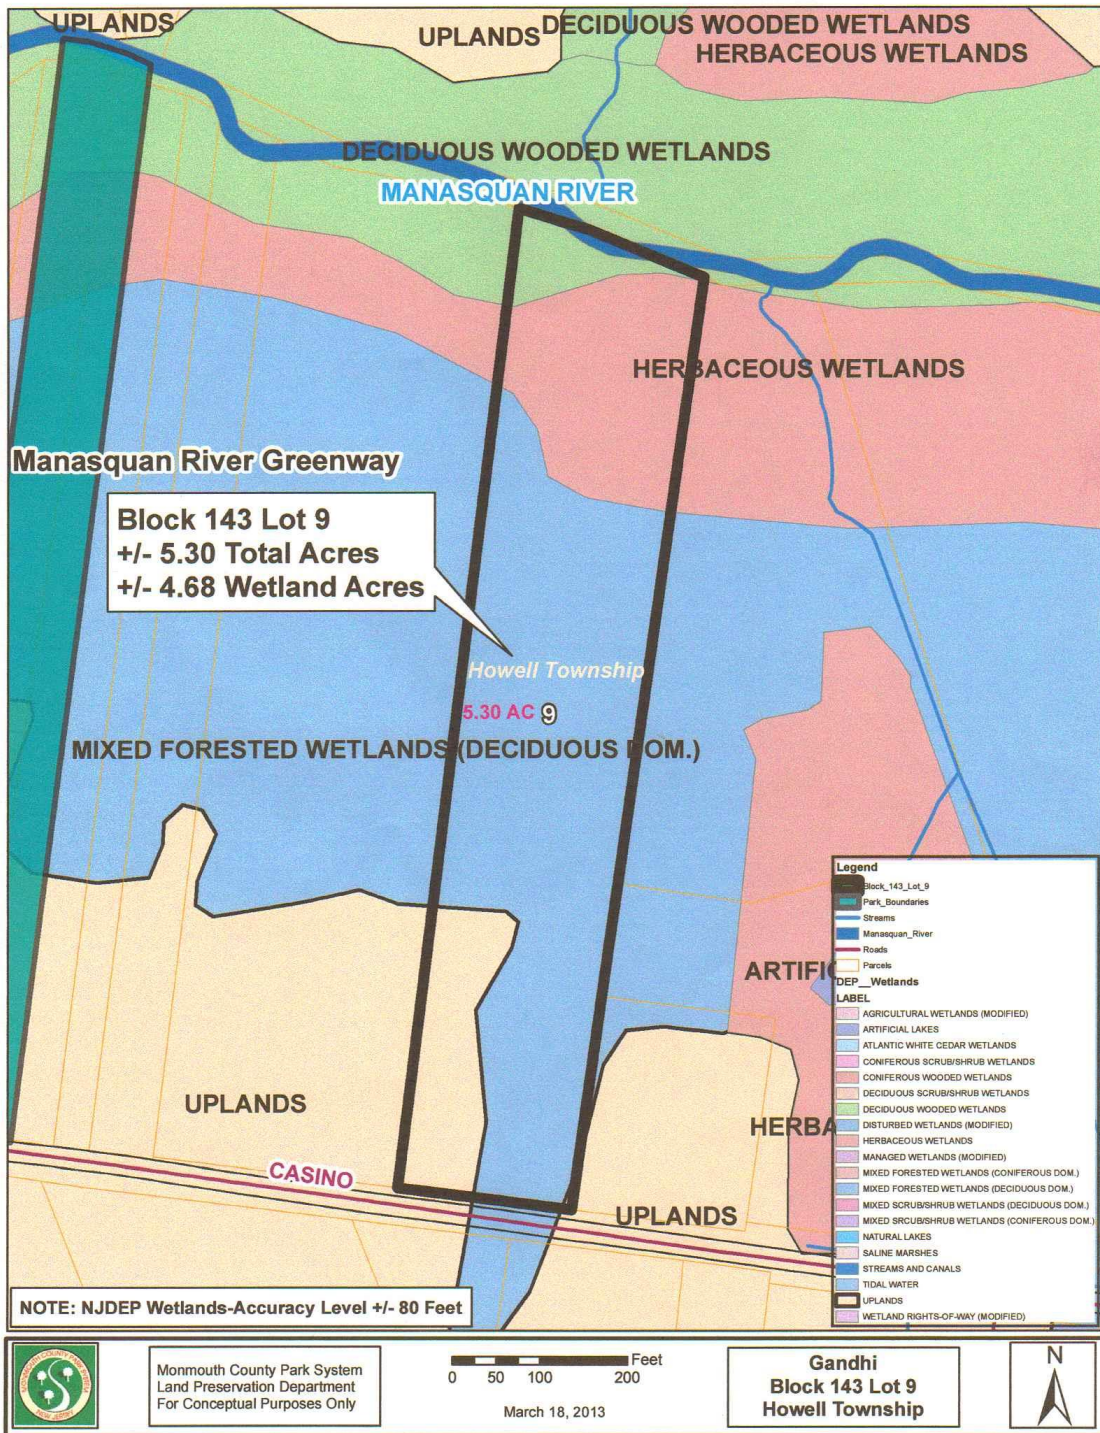 UPLANDS
UPLANDS
DECIDUOUS WOODED WETLANDS
HERBACEOUS WETLANDS
DECIDUOUS WOODED WETLANDS
MANASQUAN RIVER
HERBACEOUS WETLANDS
Manasquan River Greenway
Block 143 Lot 9
+/- 5.30 Total Acres
+/- 4.68 Wetland Acres
Howell Township
5.30 AC 9
MIXED FORESTED WETLANDS (DECIDUOUS DOM.)
ARTIFIC
UPLANDS
HERBA
CASINO
UPLANDS
Legend
Block_143_Lot_9
Park_Boundaries
Streams
Manasquan_River
Roads
Parcels
DEP__Wetlands
LABEL
AGRICULTURAL WETLANDS (MODIFIED)
ARTIFICIAL LAKES
ATLANTIC WHITE CEDAR WETLANDS
CONIFEROUS SCRUB/SHRUB WETLANDS
CONIFEROUS WOODED WETLANDS
DECIDUOUS SCRUB/SHRUB WETLANDS
DECIDUOUS WOODED WETLANDS
DISTURBED WETLANDS (MODIFIED)
HERBACEOUS WETLANDS
MANAGED WETLANDS (MODIFIED)
MIXED FORESTED WETLANDS (CONIFEROUS DOM.)
MIXED FORESTED WETLANDS (DECIDUOUS DOM.)
MIXED SCRUB/SHRUB WETLANDS (DECIDUOUS DOM.)
MIXED SRCUB/SHRUB WETLANDS (CONIFEROUS DOM.)
NATURAL LAKES
SALINE MARSHES
STREAMS AND CANALS
TIDAL WATER
UPLANDS
WETLAND RIGHTS-OF-WAY (MODIFIED)
NOTE: NJDEP Wetlands-Accuracy Level +/- 80 Feet
MONMOUTH COUNTY PARK SYSTEM
NEW JERSEY
Monmouth County Park System
Land Preservation Department
For Conceptual Purposes Only
Feet
0 50 100 200
March 18, 2013
Gandhi
Block 143 Lot 9
Howell Township
N